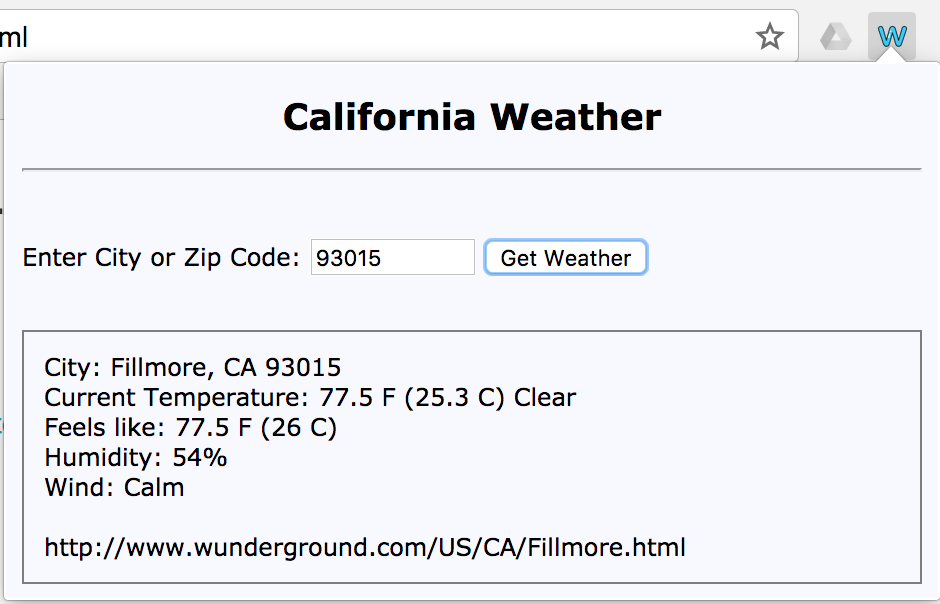 ml
W
California Weather
Enter City or Zip Code: 93015 Get Weather
City: Fillmore, CA 93015
Current Temperature: 77.5 F (25.3 C) Clear
Feels like: 77.5 F (26 C)
Humidity: 54%
Wind: Calm
http://www.wunderground.com/US/CA/Fillmore.html